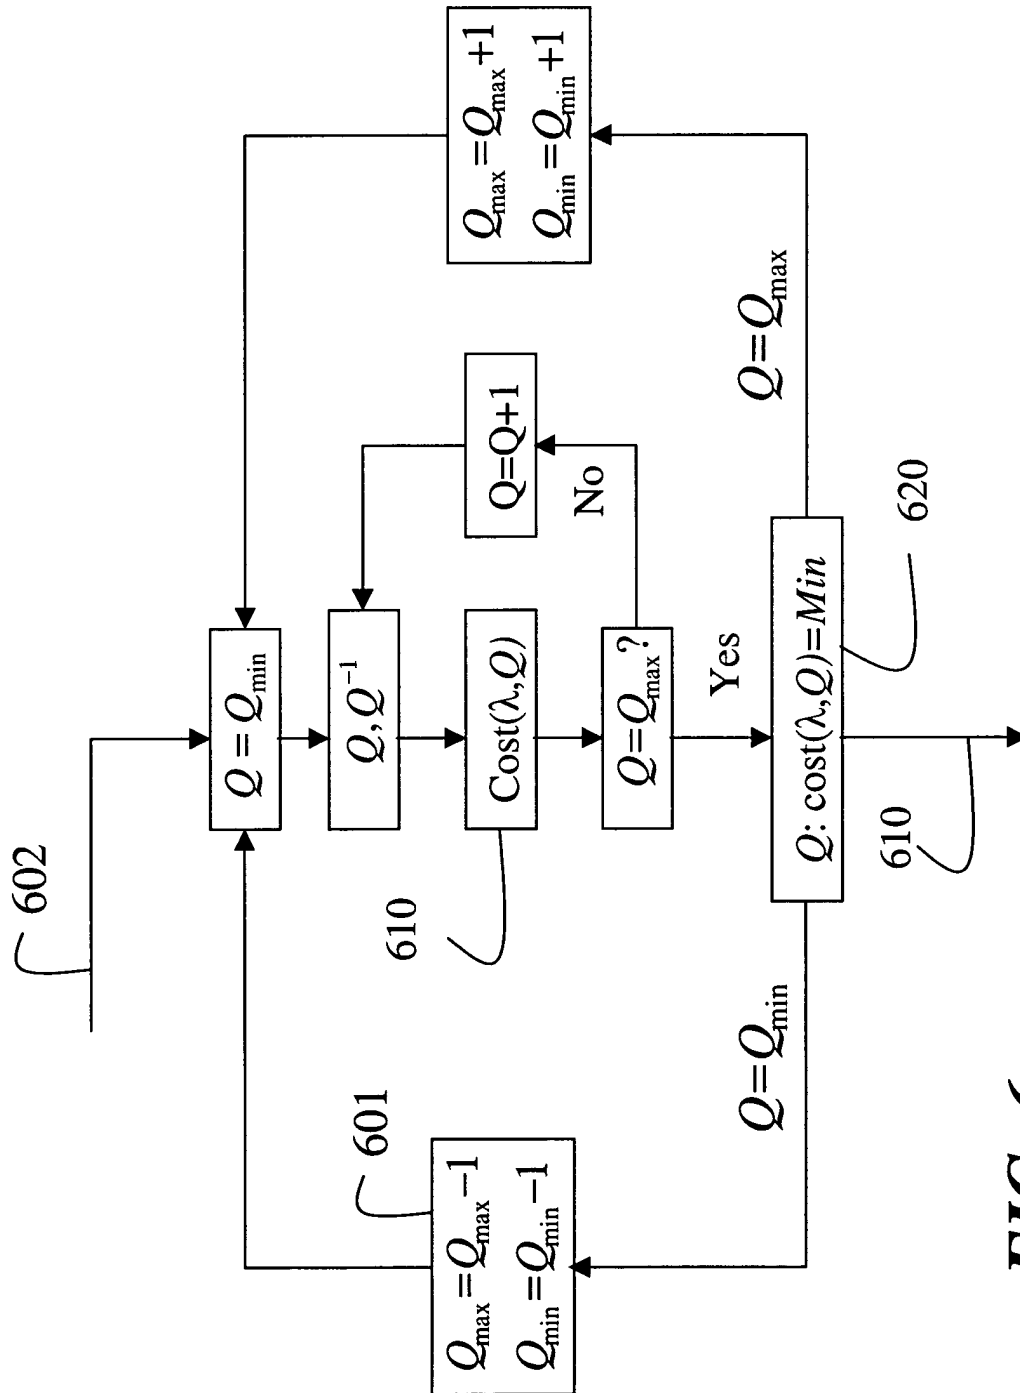 602
Q = Q_min
Q, Q^-1
Cost(λ,Q)
610
Q=Q_max?
No
Q=Q+1
Yes
Q: cost(λ,Q)=Min
620
610
Q=Q_min
Q_max=Q_max-1
Q_min=Q_min-1
601
Q=Q_max
Q_max=Q_max+1
Q_min=Q_min+1